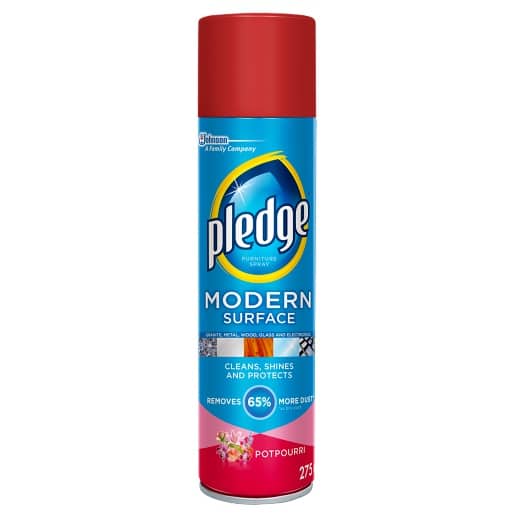 Johnson
A Family Company
pledge
FURNITURE
SPRAY
MODERN
SURFACE
GRANITE, METAL, WOOD, GLASS AND ELECTRONICS
CLEANS, SHINES
AND PROTECTS
REMOVES 65% MORE DUST
POTPOURRI
275